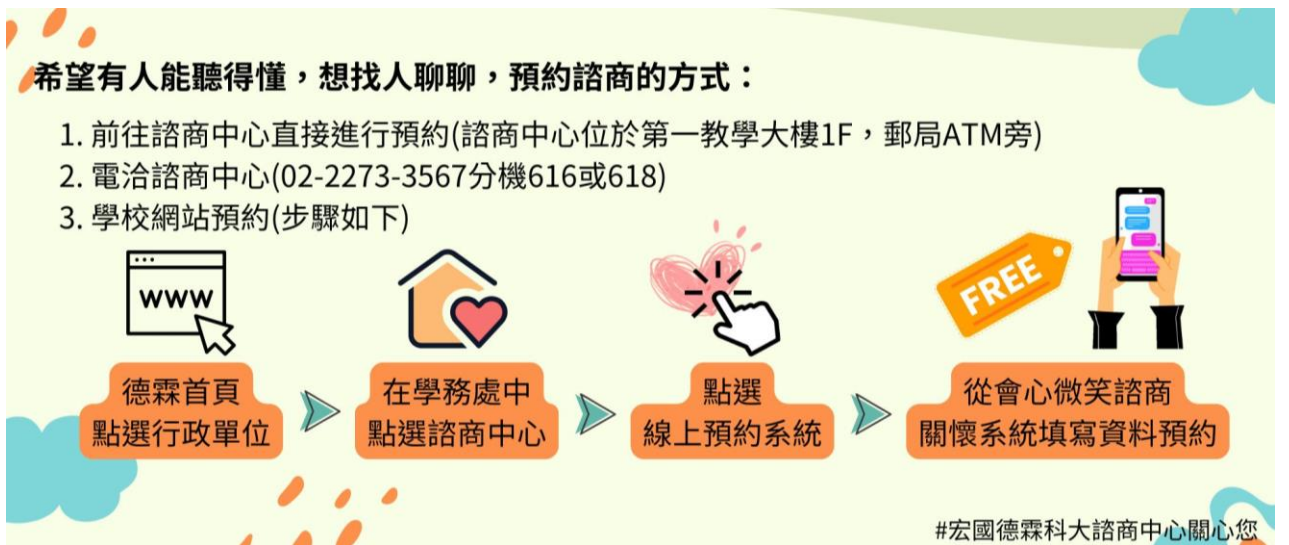 希望有人能聽得懂，想找人聊聊，預約諮商的方式：
1. 前往諮商中心直接進行預約(諮商中心位於第一教學大樓1F，郵局ATM旁)
2. 電洽諮商中心(02-2273-3567分機616或618)
3. 學校網站預約(步驟如下)
WWW
FREE
德霖首頁
點選行政單位
在學務處中
點選諮商中心
點選
線上預約系統
從會心微笑諮商
關懷系統填寫資料預約
#宏國德霖科大諮商中心關心您